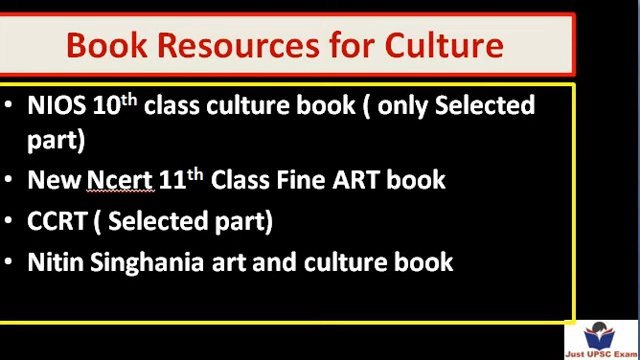 Book Resources for Culture
• NIOS 10th class culture book ( only Selected
part)
• New Ncert 11th Class Fine ART book
• CCRT ( Selected part)
• Nitin Singhania art and culture book
Just UPSC Exam